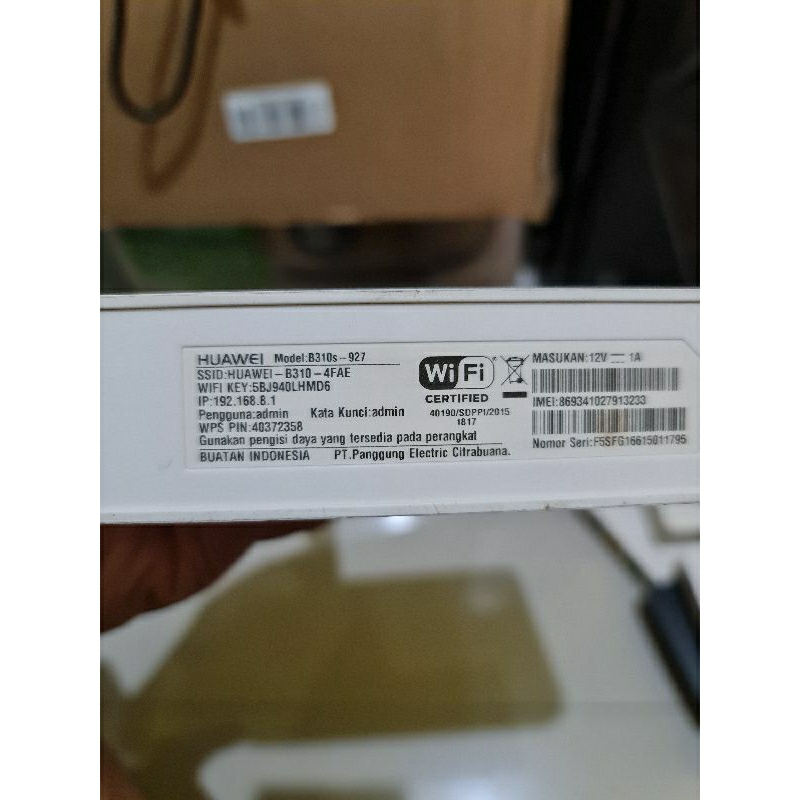 HUAWEI Model:B310s-927
SSID:HUAWEI-B310-4FAE
WIFI KEY:5BJ940LHMD6
IP:192.168.8.1
Pengguna:admin Kata Kunci:admin
WPS PIN:40372358
Gunakan pengisi daya yang tersedia pada perangkat
BUATAN INDONESIA PT.Panggung Electric Citrabuana.
Wi Fi
CERTIFIED
40190/SDPPI/2015
1817
MASUKAN:12V ⎓ 1A
IMEI:869341027913233
Nomor Seri:F5SFG16615011795